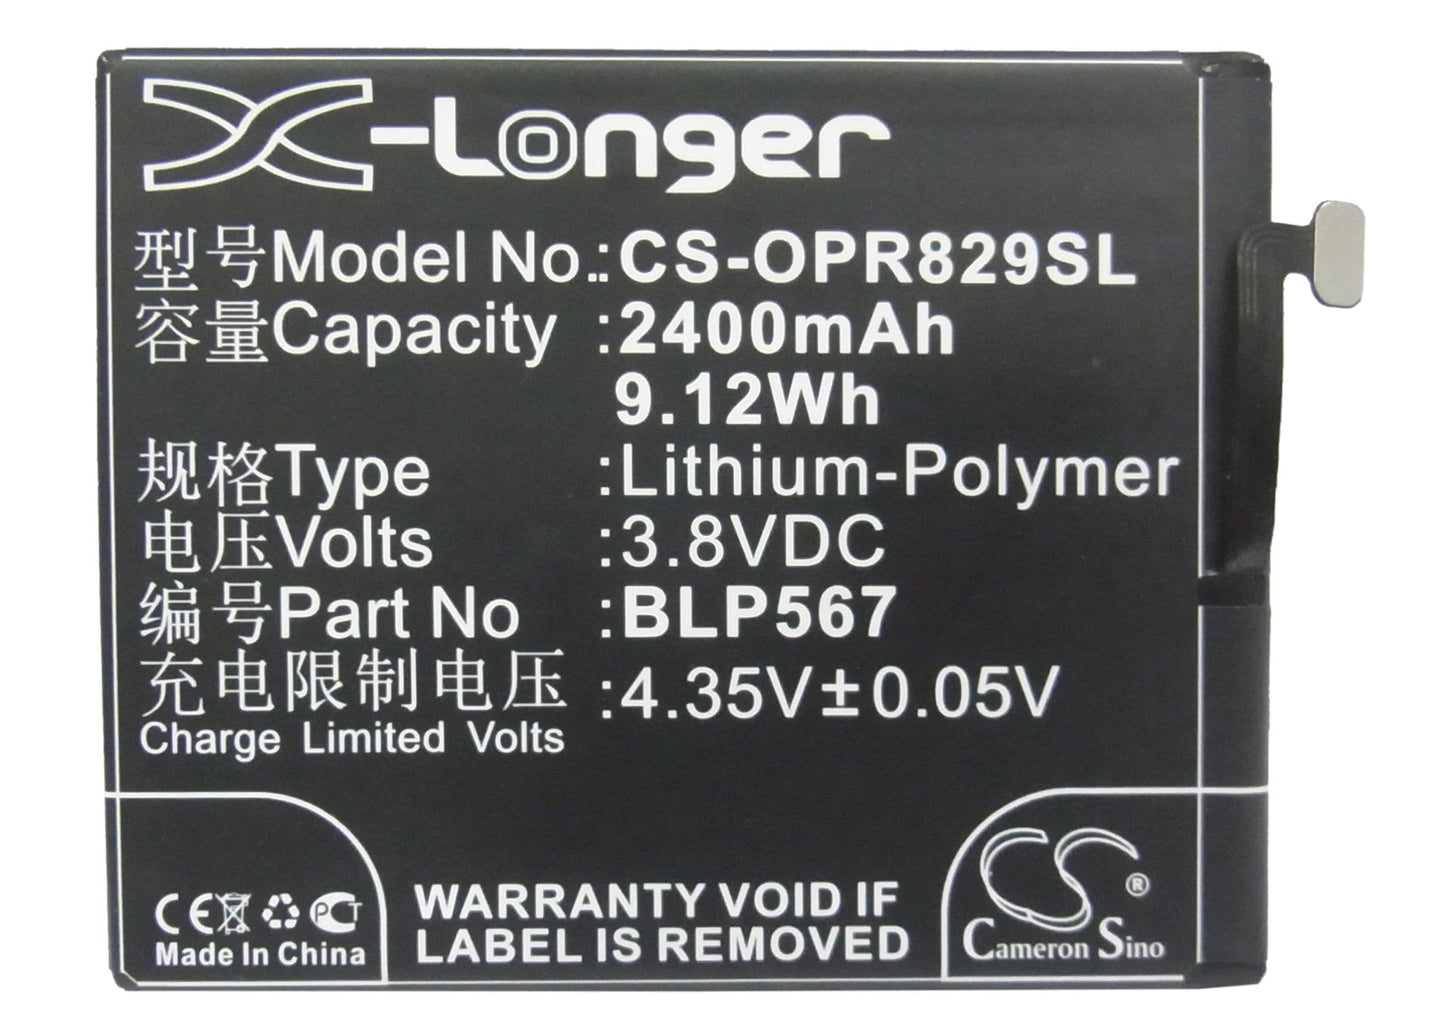 X-Longer
型号Model No.:CS-OPR829SL
容量Capacity :2400mAh
9.12Wh
规格Type :Lithium-Polymer
电压Volts :3.8VDC
编号Part No :BLP567
充电限制电压 :4.35V±0.05V
Charge Limited Volts
CE PCT
Made In China
WARRANTY VOID IF
LABEL IS REMOVED
CS®
Cameron Sino